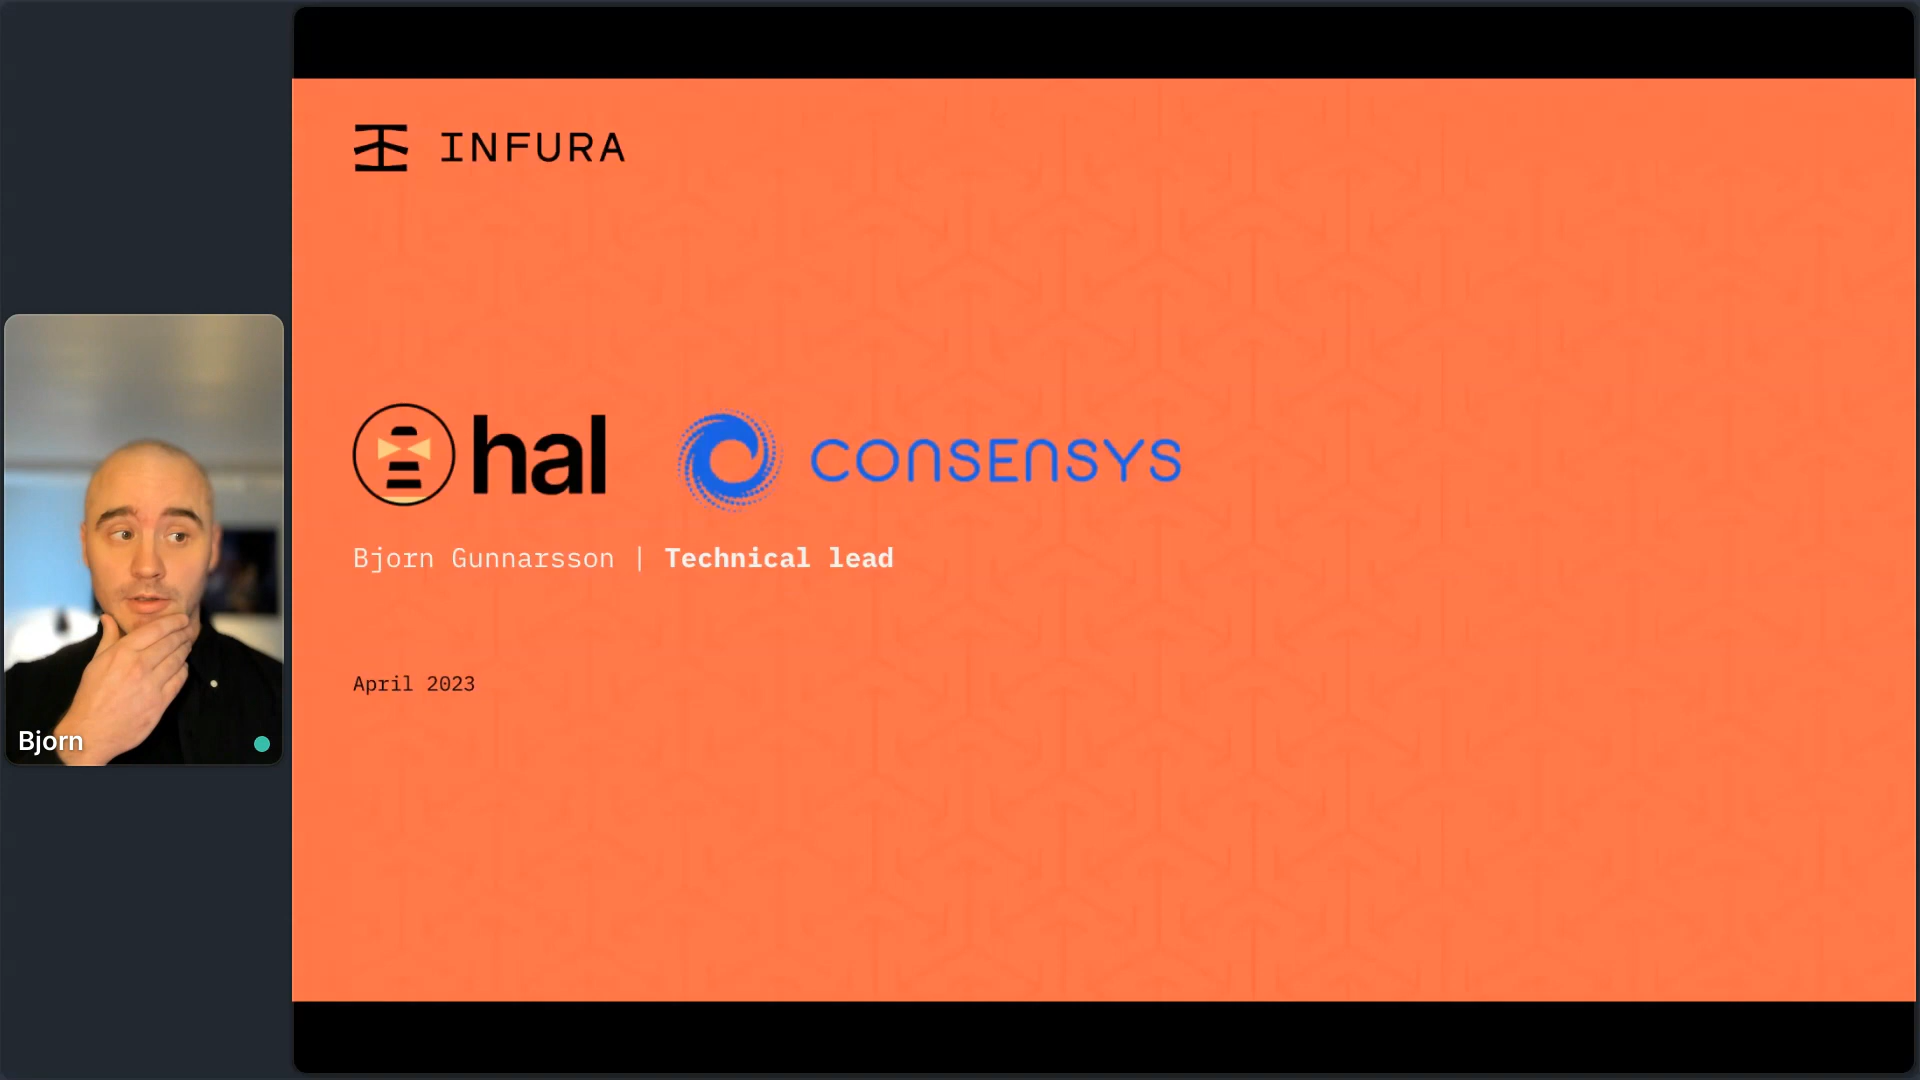 INFURA
hal CONSENSYS
Bjorn Gunnarsson | Technical lead
April 2023
Bjorn